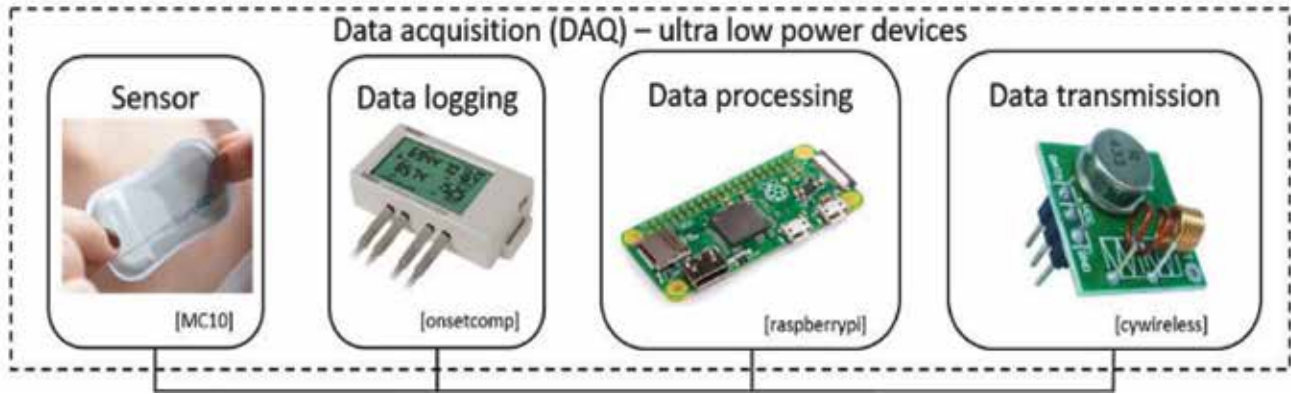 Data acquisition (DAQ) – ultra low power devices
Sensor
Data logging
Data processing
Data transmission
[MC10]
[onsetcomp]
[raspberrypi]
[cywireless]